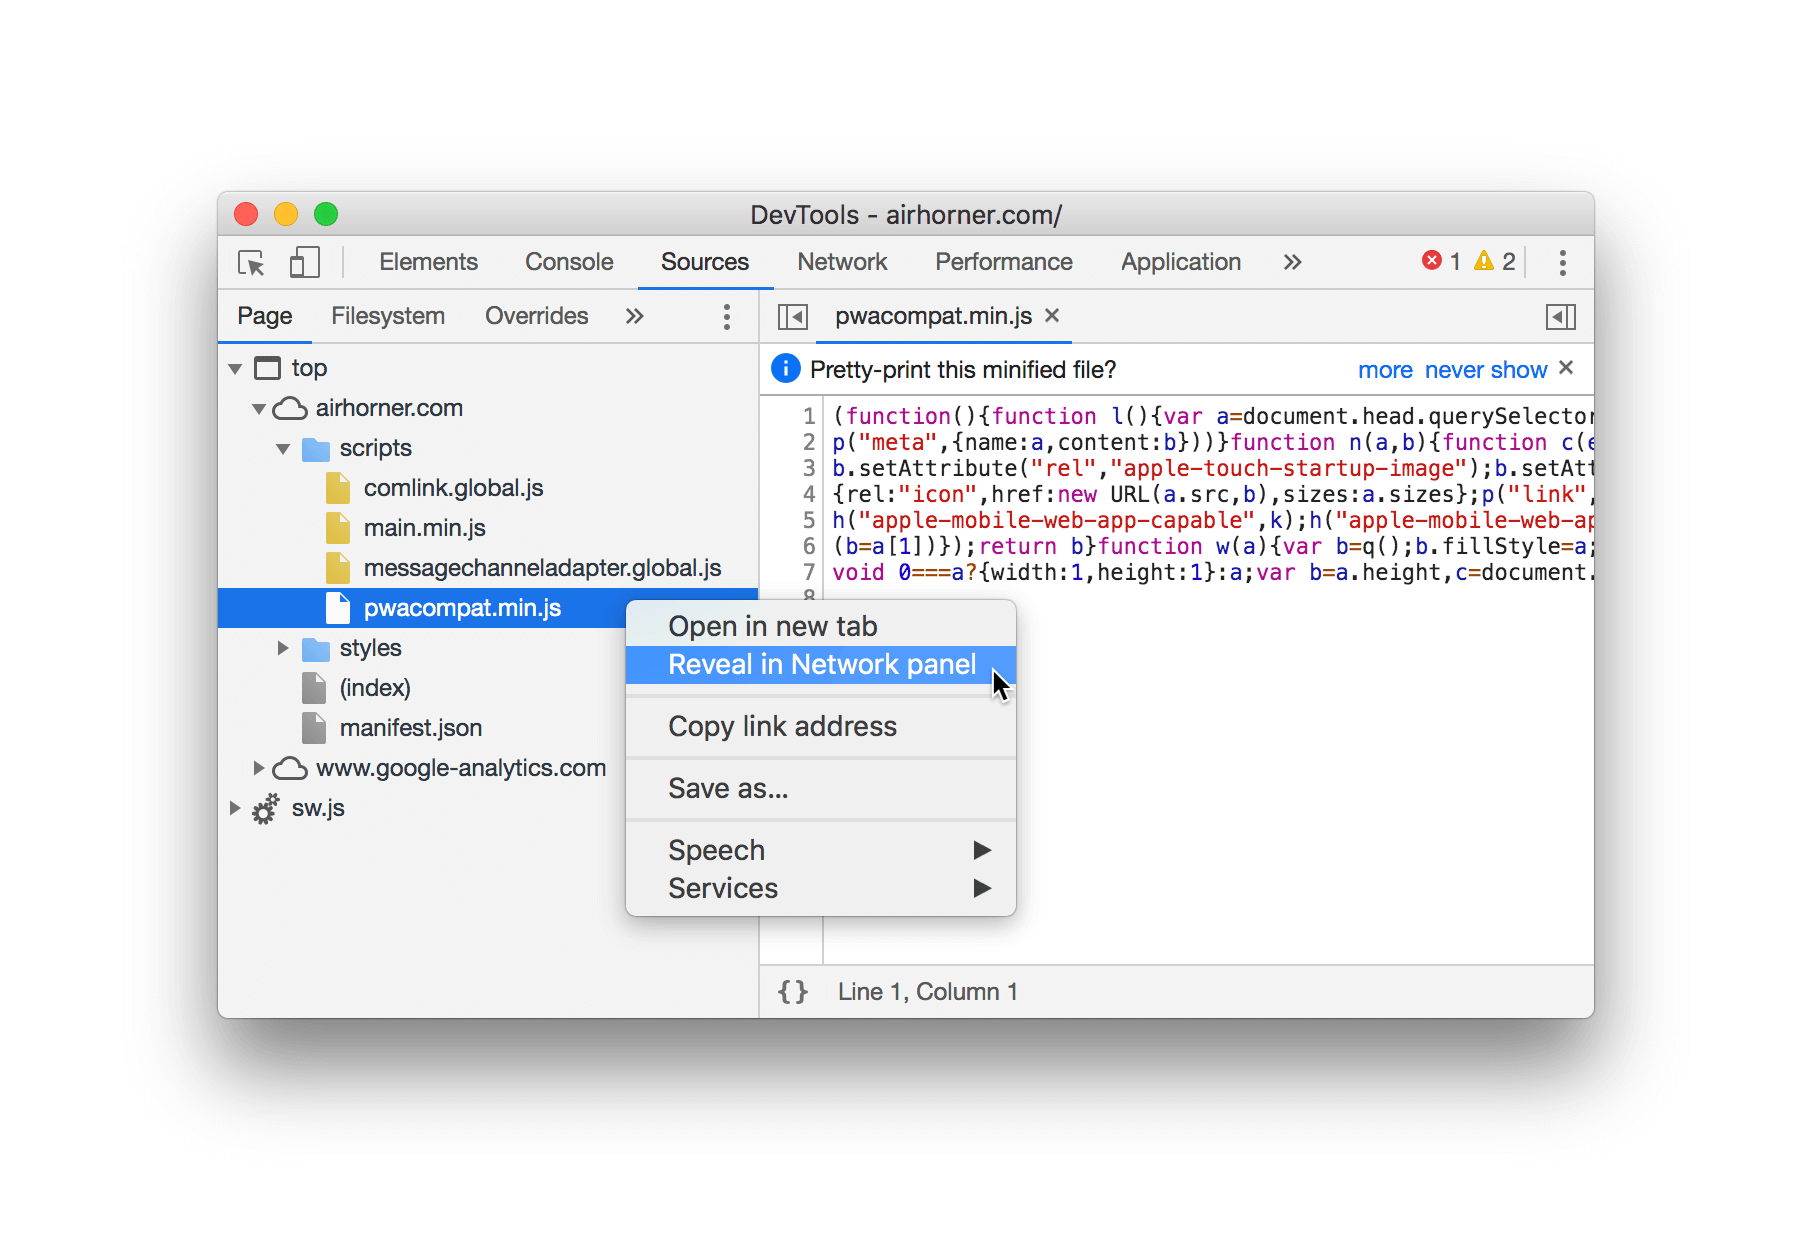 DevTools - airhorner.com/
Elements Console Sources Network Performance Application » 1 2
Page Filesystem Overrides » pwacompat.min.js ×
top
airhorner.com
scripts
comlink.global.js
main.min.js
messagechanneladapter.global.js
pwacompat.min.js
styles
(index)
manifest.json
www.google-analytics.com
sw.js
Pretty-print this minified file? more never show ×
1 (function(){function l(){var a=document.head.querySelector
2 p("meta",{name:a,content:b}))}function n(a,b){function c(e
3 b.setAttribute("rel","apple-touch-startup-image");b.setAtt
4 {rel:"icon",href:new URL(a.src,b),sizes:a.sizes};p("link",
5 h("apple-mobile-web-app-capable",k);h("apple-mobile-web-ap
6 (b=a[1])});return b}function w(a){var b=q();b.fillStyle=a;
7 void 0===a?{width:1,height:1}:a;var b=a.height,c=document.
8
Open in new tab
Reveal in Network panel
Copy link address
Save as...
Speech
Services
{} Line 1, Column 1